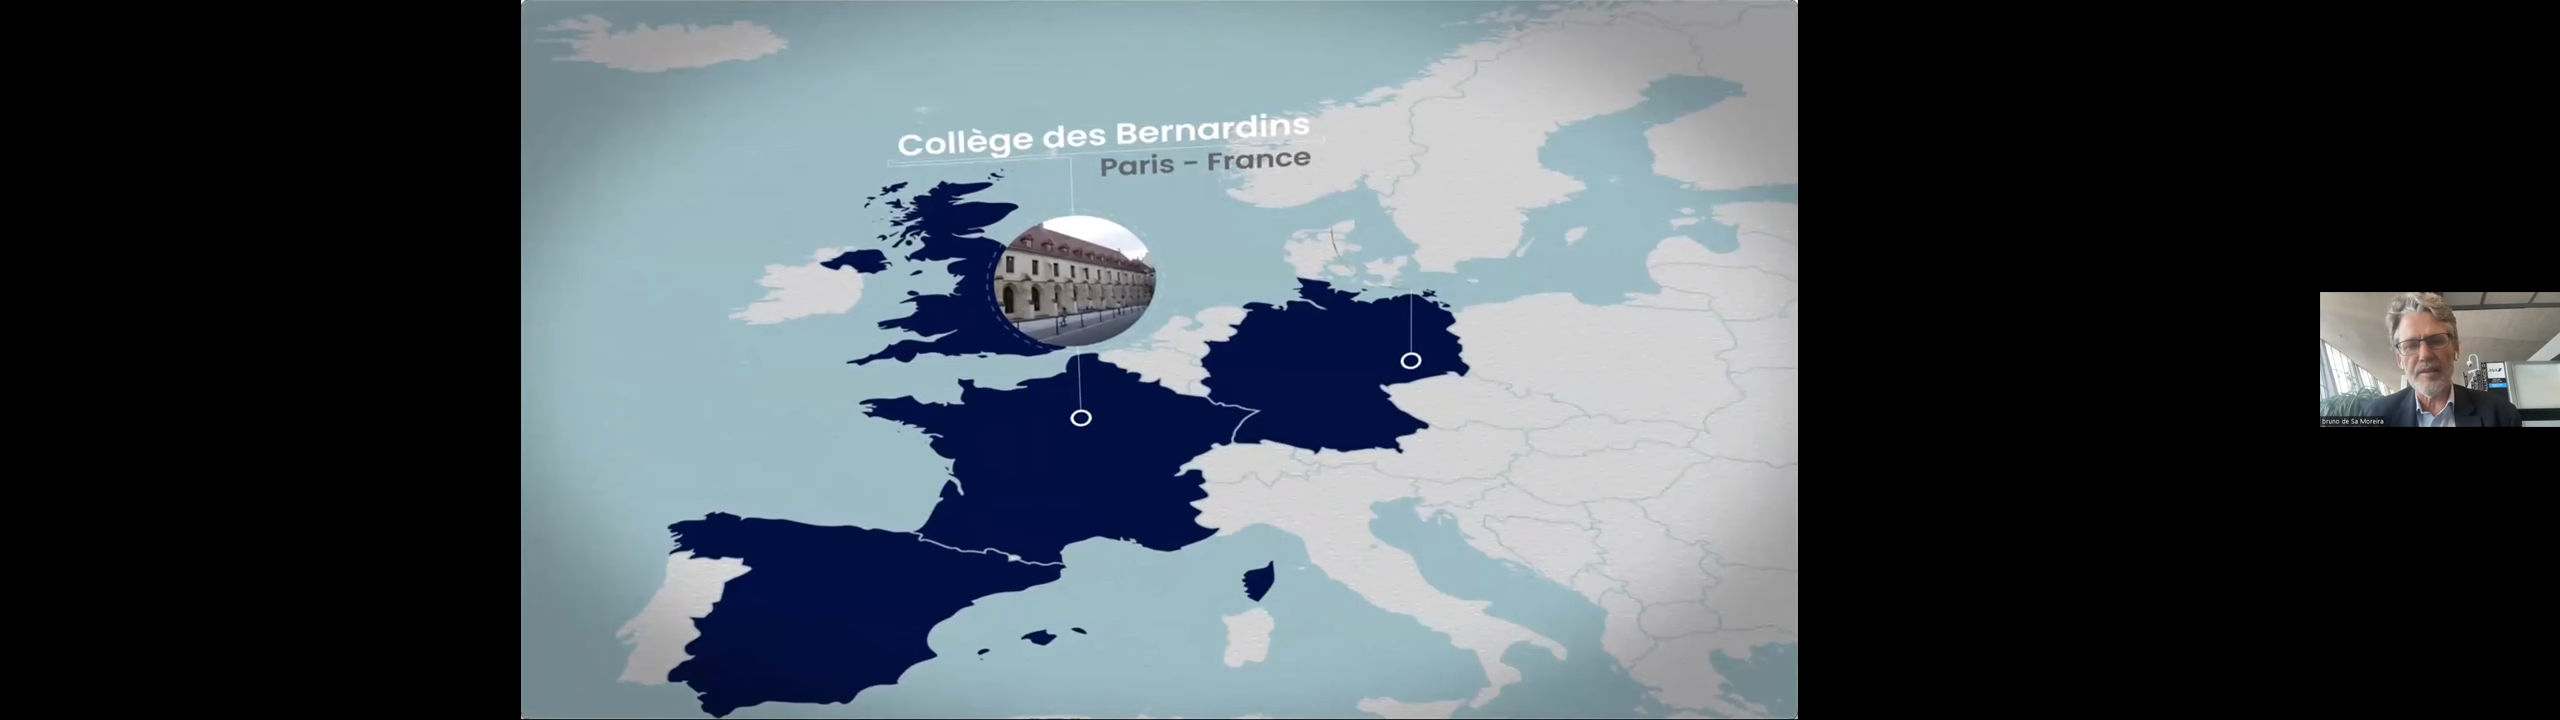 Collège des Bernardins
Paris - France
bruno de Sa Moreira